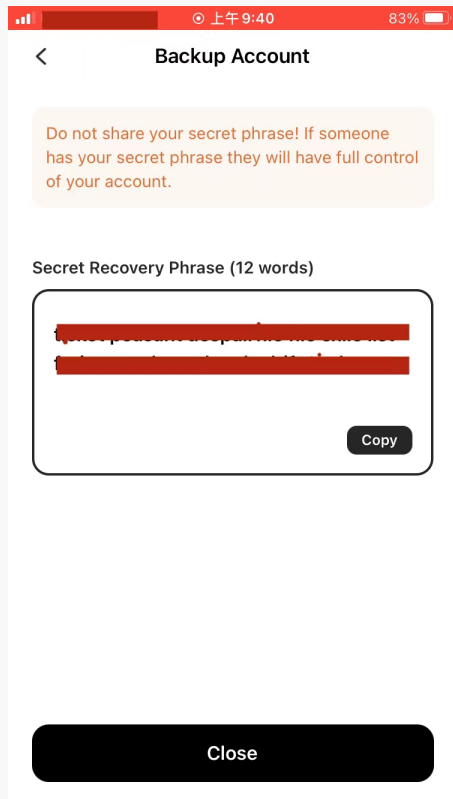 上午9:40
83%
Backup Account
Do not share your secret phrase! If someone
has your secret phrase they will have full control
of your account.
Secret Recovery Phrase (12 words)
Copy
Close